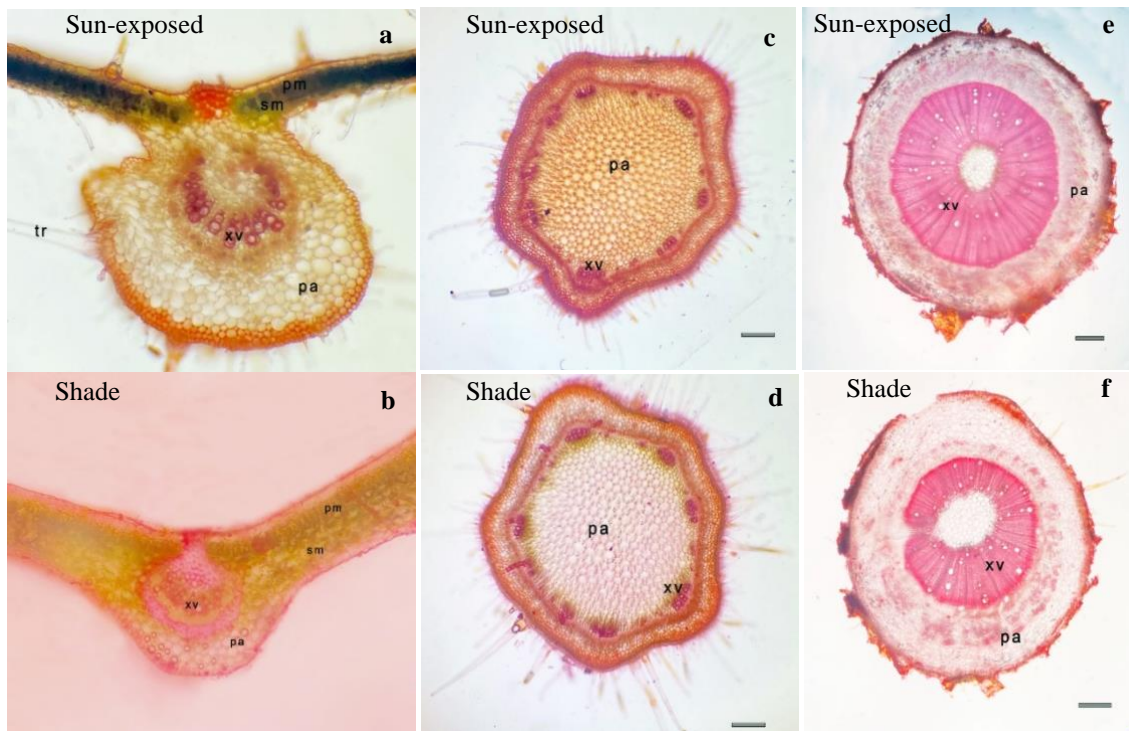 Sun-exposed
a
pm
sm
tr
xv
pa
Sun-exposed
c
pa
xv
Sun-exposed
e
xv
pa
Shade
b
pm
sm
xv
pa
Shade
d
pa
xv
Shade
f
xv
pa